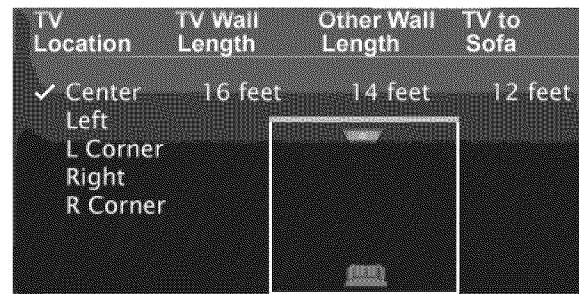 TV TV Wall Other Wall TV to
Location Length Length Sofa
✓ Center 16 feet 14 feet 12 feet
Left
L Corner
Right
R Corner